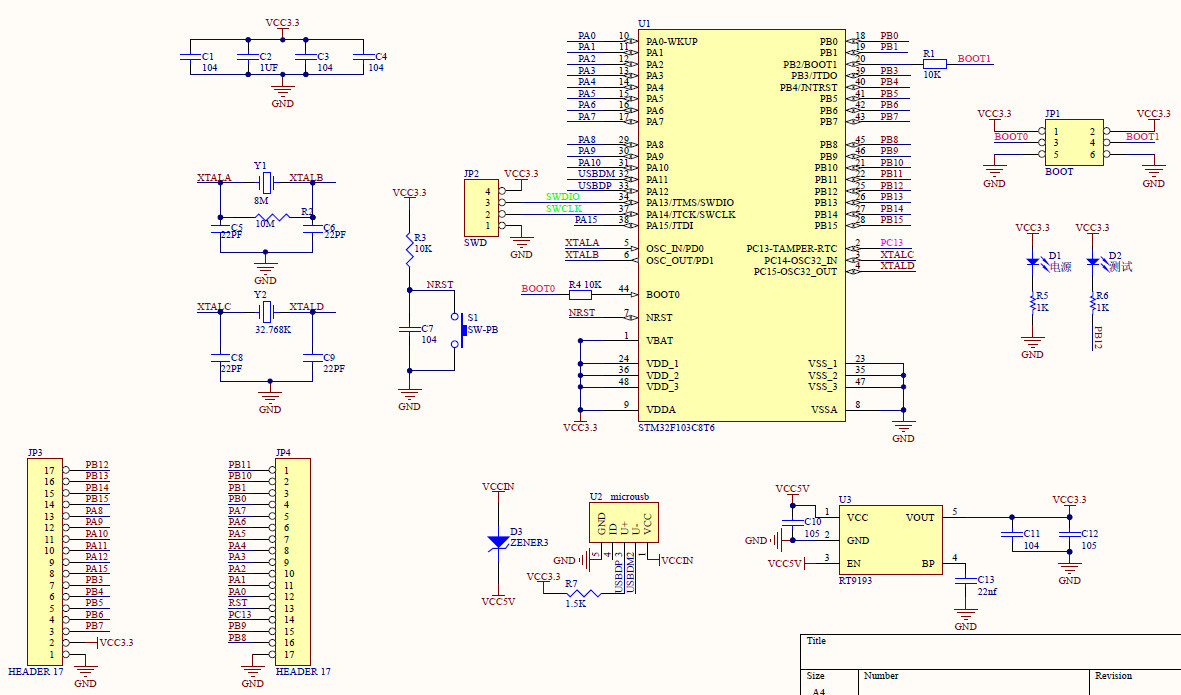 VCC3.3
C1
104
C2
1UF
C3
104
C4
104
GND
Y1
XTALA
XTALB
8M
R2
10M
C5
22PF
C6
22PF
GND
Y2
XTALC
XTALD
32.768K
C8
22PF
C9
22PF
GND
VCC3.3
R3
10K
NRST
C7
104
S1
SW-PB
GND
JP2
VCC3.3
4
3
2
1
SWD
GND
SWDIO
SWCLK
U1
PA0 10 PA0-WKUP
PA1 11 PA1
PA2 12 PA2
PA3 13 PA3
PA4 14 PA4
PA5 15 PA5
PA6 16 PA6
PA7 17 PA7
PA8 29 PA8
PA9 30 PA9
PA10 31 PA10
USBDM 32 PA11
USBDP 33 PA12
34 PA13/JTMS/SWDIO
37 PA14/JTCK/SWCLK
PA15 38 PA15/JTDI
XTALA 5 OSC_IN/PD0
XTALB 6 OSC_OUT/PD1
BOOT0 R4 10K 44 BOOT0
NRST 7 NRST
1 VBAT
24 VDD_1
36 VDD_2
48 VDD_3
9 VDDA
VCC3.3
STM32F103C8T6
PB0 18 PB0
PB1 19 PB1
PB2/BOOT1 20
PB3/JTDO 39 PB3
PB4/JNTRST 40 PB4
PB5 41 PB5
PB6 42 PB6
PB7 43 PB7
PB8 45 PB8
PB9 46 PB9
PB10 21 PB10
PB11 22 PB11
PB12 25 PB12
PB13 26 PB13
PB14 27 PB14
PB15 28 PB15
PC13-TAMPER-RTC 2 PC13
PC14-OSC32_IN 3 XTALC
PC15-OSC32_OUT 4 XTALD
VSS_1 23
VSS_2 35
VSS_3 47
VSSA 8
GND
R1
10K
BOOT1
JP1
VCC3.3
VCC3.3
BOOT0
BOOT1
1 2
3 4
5 6
BOOT
GND
GND
VCC3.3
D1
电源
R5
1K
GND
VCC3.3
D2
测试
R6
1K
PB12
JP3
17 PB12
16 PB13
15 PB14
14 PB15
13 PA8
12 PA9
11 PA10
10 PA11
9 PA12
8 PA15
7 PB3
6 PB4
5 PB5
4 PB6
3 PB7
2 VCC3.3
1
HEADER 17
GND
JP4
PB11 1
PB10 2
PB1 3
PB0 4
PA7 5
PA6 6
PA5 7
PA4 8
PA3 9
PA2 10
PA1 11
PA0 12
RST 13
PC13 14
PB9 15
PB8 16
17
HEADER 17
GND
VCCIN
D3
ZENER3
VCC5V
U2 microusb
GND
ID
U+
U-
VCC
5
4
3
2
1
GND
USBDP
USBDM
VCCIN
VCC3.3
R7
1.5K
VCC5V
C10
105
GND
VCC5V
U3
1 VCC
2 GND
3 EN
VOUT 5
BP 4
RT9193
C11
104
VCC3.3
C12
105
GND
C13
22nf
GND
Title
Size
A4
Number
Revision